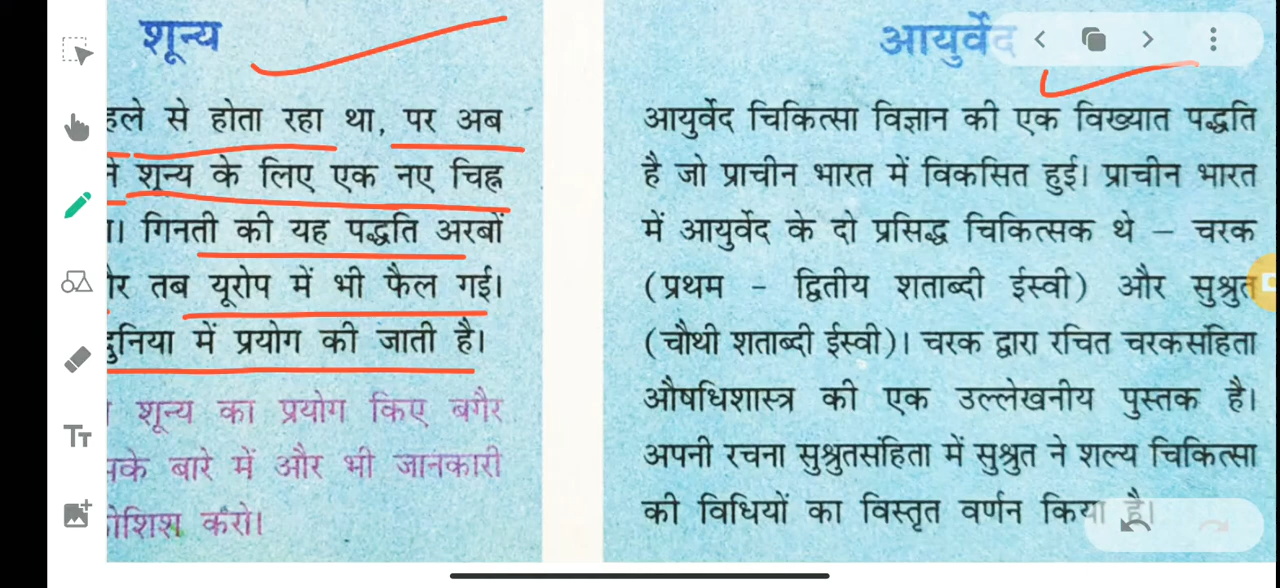 शून्य
हले से होता रहा था, पर अब
ने शून्य के लिए एक नए चिह्न
। गिनती की यह पद्धति अरबों
तब यूरोप में भी फैल गई।
दुनिया में प्रयोग की जाती है।
शून्य का प्रयोग किए बगैर
के बारे में और भी जानकारी
कोशिश करो।
आयुर्वेद
आयुर्वेद चिकित्सा विज्ञान की एक विख्यात पद्धति
है जो प्राचीन भारत में विकसित हुई। प्राचीन भारत
में आयुर्वेद के दो प्रसिद्ध चिकित्सक थे – चरक
(प्रथम - द्वितीय शताब्दी ईस्वी) और सुश्रुत
(चौथी शताब्दी ईस्वी)। चरक द्वारा रचित चरकसंहिता
औषधिशास्त्र की एक उल्लेखनीय पुस्तक है।
अपनी रचना सुश्रुतसंहिता में सुश्रुत ने शल्य चिकित्सा
की विधियों का विस्तृत वर्णन किया है।
TT